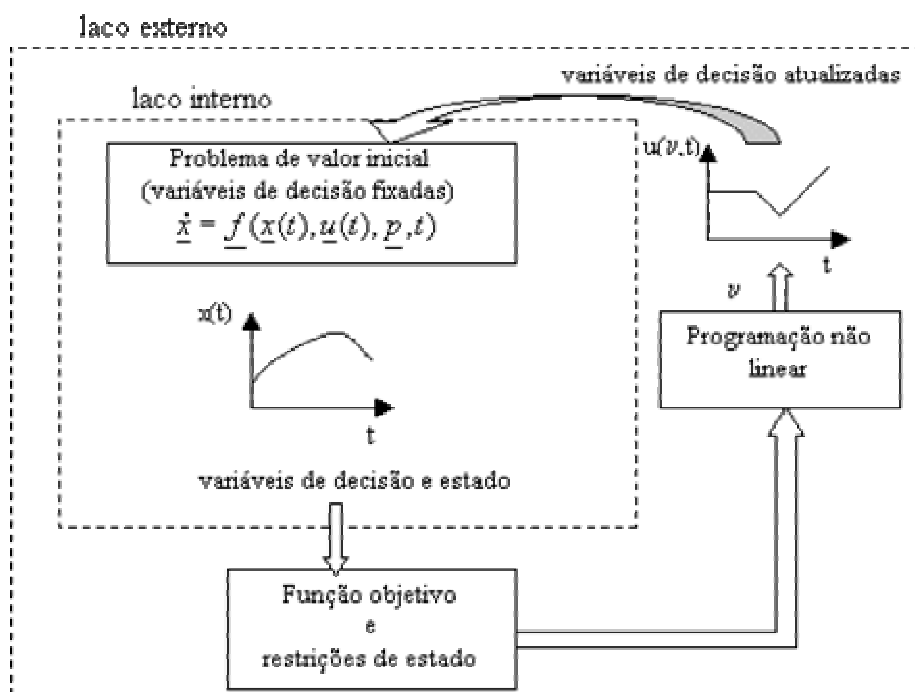 laco externo
variáveis de decisão atualizadas
laco interno
Problema de valor inicial
(variáveis de decisão fixadas)
ẋ = f(x(t),u(t), p,t)
u(ν,t)
t
ν
x(t)
t
Programação não
linear
variáveis de decisão e estado
Função objetivo
e
restrições de estado